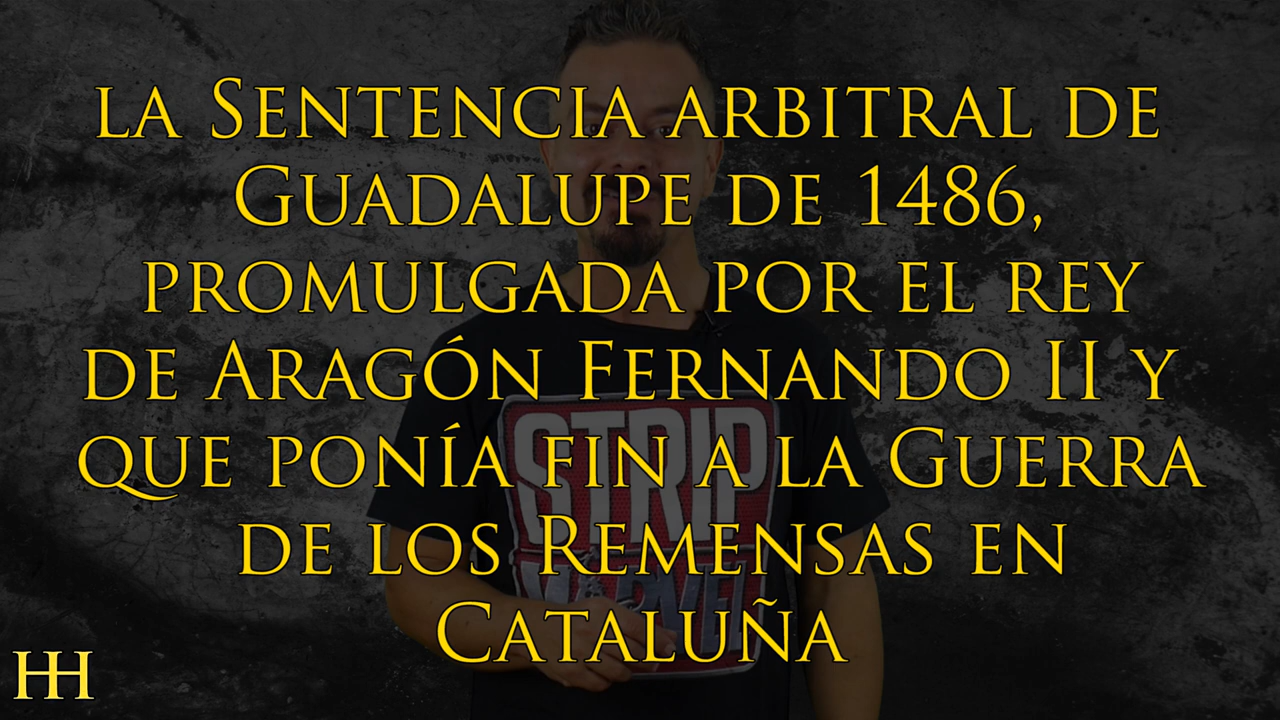 la Sentencia arbitral de
Guadalupe de 1486,
promulgada por el rey
de Aragón Fernando II y
que ponía fin a la Guerra
de los Remensas en
Cataluña
STRIP
MARVEL
HH